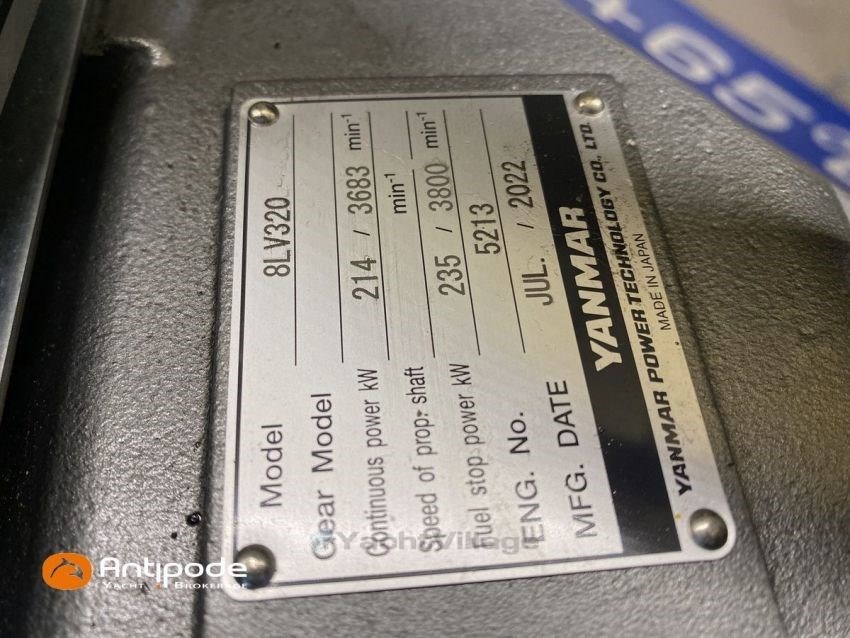 Model 8LV320
Gear Model
Continuous power kW 214 / 3683 min⁻¹
Speed of prop. shaft min⁻¹
Fuel stop power kW 235 / 3800 min⁻¹
ENG. No. 5213
MFG. DATE JUL. / 2022
YANMAR
YANMAR POWER TECHNOLOGY CO., LTD.
MADE IN JAPAN
+65
YachtVillage
Antipode
YACHT BROKERAGE